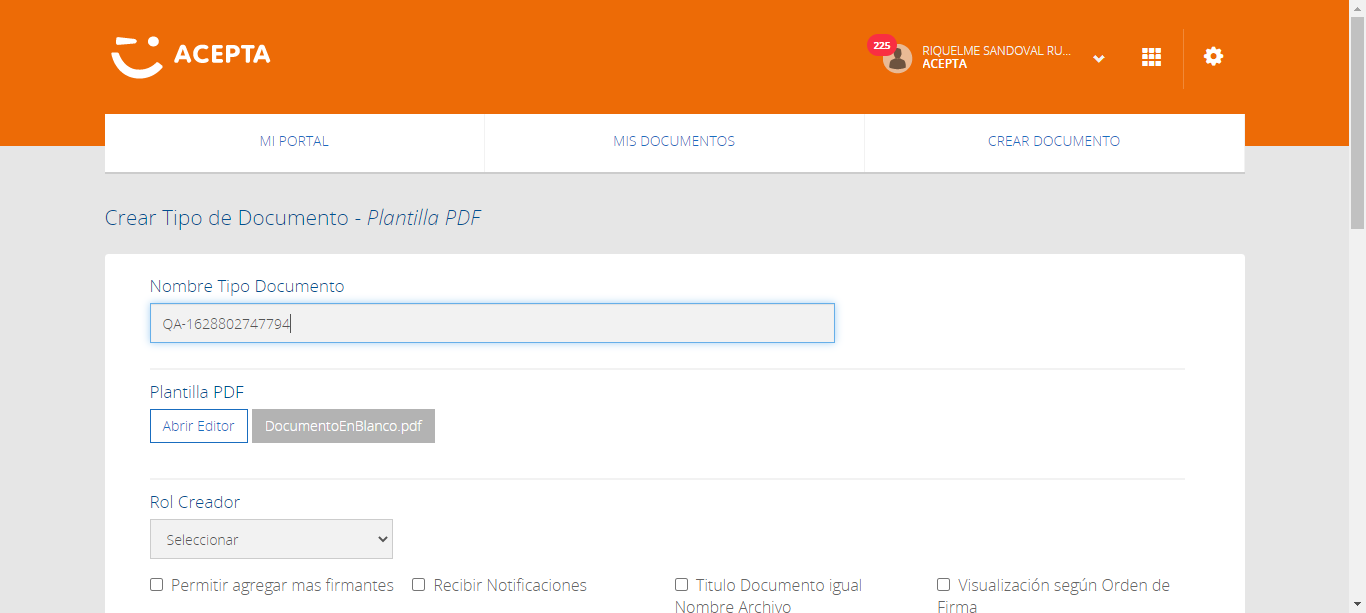 ACEPTA
225
RIQUELME SANDOVAL RU...
ACEPTA
MI PORTAL
MIS DOCUMENTOS
CREAR DOCUMENTO
Crear Tipo de Documento - Plantilla PDF
Nombre Tipo Documento
QA-1628802747794
Plantilla PDF
Abrir Editor
DocumentoEnBlanco.pdf
Rol Creador
Seleccionar
Permitir agregar mas firmantes
Recibir Notificaciones
Titulo Documento igual
Nombre Archivo
Visualización según Orden de
Firma